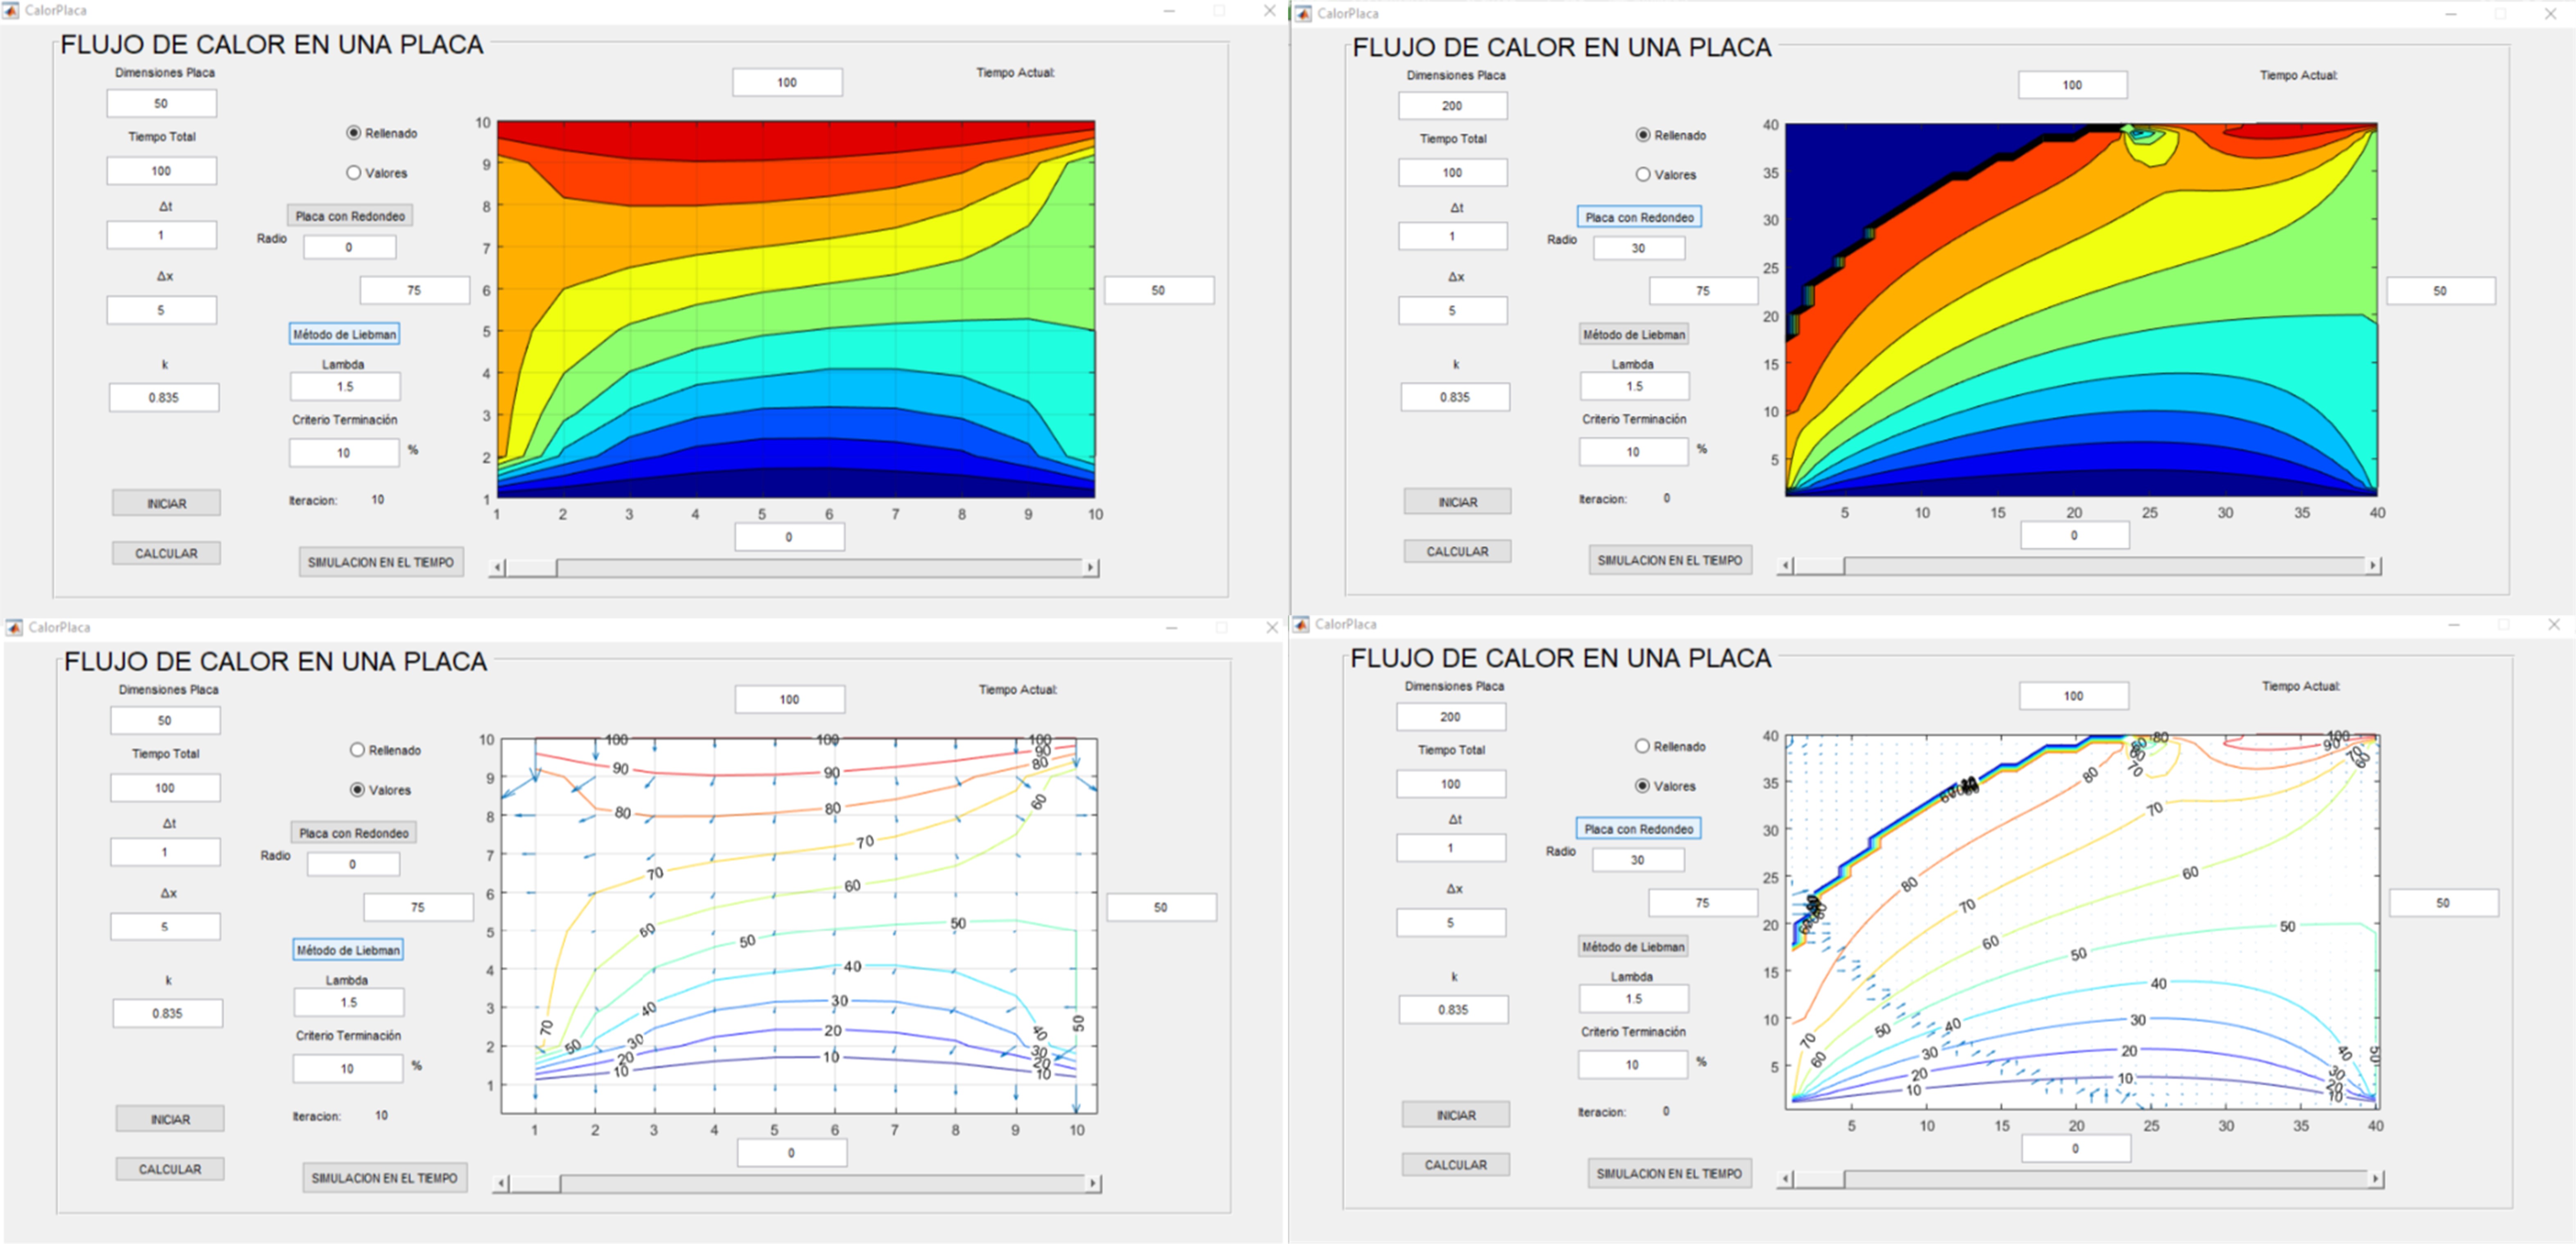 CalorPlaca
FLUJO DE CALOR EN UNA PLACA
Dimensiones Placa
50
Tiempo Total
100
Δt
1
Δx
5
k
0.835
INICIAR
CALCULAR
Rellenado
Valores
Placa con Redondeo
Radio 0
75
Método de Liebman
Lambda
1.5
Criterio Terminación
10 %
Iteracion: 10
SIMULACION EN EL TIEMPO
100
Tiempo Actual:
50
10
9
8
7
6
5
4
3
2
1
1 2 3 4 5 6 7 8 9 10
0
CalorPlaca
FLUJO DE CALOR EN UNA PLACA
Dimensiones Placa
200
Tiempo Total
100
Δt
1
Δx
5
k
0.835
INICIAR
CALCULAR
Rellenado
Valores
Placa con Redondeo
Radio 30
75
Método de Liebman
Lambda
1.5
Criterio Terminación
10 %
Iteracion: 0
SIMULACION EN EL TIEMPO
100
Tiempo Actual:
50
40
35
30
25
20
15
10
5
5 10 15 20 25 30 35 40
0
CalorPlaca
FLUJO DE CALOR EN UNA PLACA
Dimensiones Placa
50
Tiempo Total
100
Δt
1
Δx
5
k
0.835
INICIAR
CALCULAR
Rellenado
Valores
Placa con Redondeo
Radio 0
75
Método de Liebman
Lambda
1.5
Criterio Terminación
10 %
Iteracion: 10
SIMULACION EN EL TIEMPO
100
Tiempo Actual:
50
10
9
8
7
6
5
4
3
2
1
100 100 100
90 90 90
80 80 80
70 70 70
60 60 60
50 50 50 50
40 40 40
30 30 30
20 20 20
10 10 10
1 2 3 4 5 6 7 8 9 10
0
CalorPlaca
FLUJO DE CALOR EN UNA PLACA
Dimensiones Placa
200
Tiempo Total
100
Δt
1
Δx
5
k
0.835
INICIAR
CALCULAR
Rellenado
Valores
Placa con Redondeo
Radio 30
75
Método de Liebman
Lambda
1.5
Criterio Terminación
10 %
Iteracion: 0
SIMULACION EN EL TIEMPO
100
Tiempo Actual:
50
40
35
30
25
20
15
10
5
100
90
80 80 80
70 70 70 70 70
60 60 60 60
50 50 50 50
40 40 40
30 30 30
20 20 20
10 10 10
5 10 15 20 25 30 35 40
0